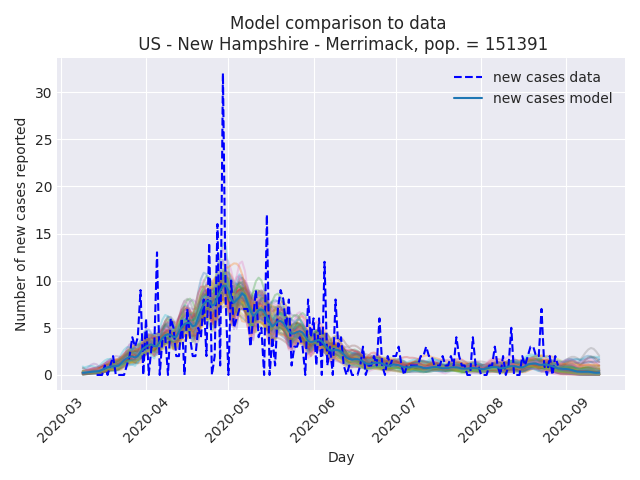 Model comparison to data
US - New Hampshire - Merrimack, pop. = 151391
new cases data
new cases model
Number of new cases reported
30
25
20
15
10
5
0
2020-03
2020-04
2020-05
2020-06
2020-07
2020-08
2020-09
Day